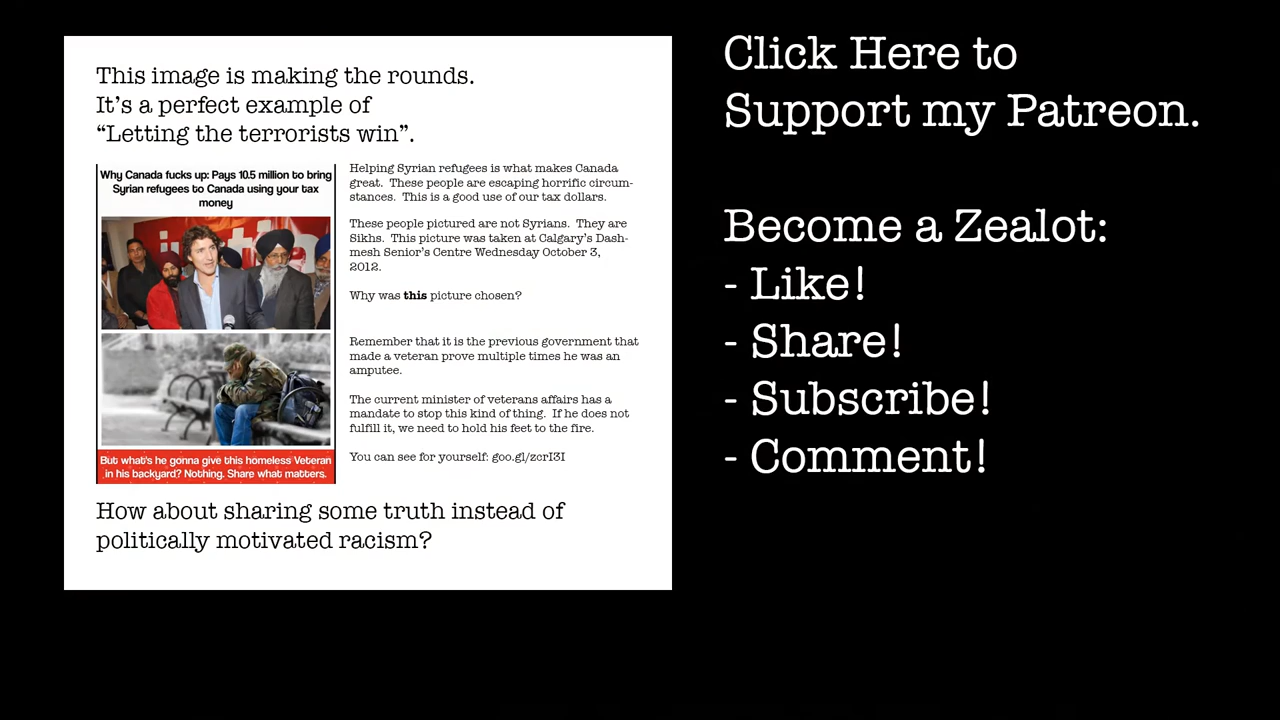 This image is making the rounds.
It's a perfect example of
“Letting the terrorists win”.
Why Canada fucks up: Pays 10.5 million to bring
Syrian refugees to Canada using your tax
money
But what's he gonna give this homeless Veteran
in his backyard? Nothing. Share what matters.
Helping Syrian refugees is what makes Canada
great. These people are escaping horrific circum-
stances. This is a good use of our tax dollars.
These people pictured are not Syrians. They are
Sikhs. This picture was taken at Calgary's Dash-
mesh Senior's Centre Wednesday October 3,
2012.
Why was this picture chosen?
Remember that it is the previous government that
made a veteran prove multiple times he was an
amputee.
The current minister of veterans affairs has a
mandate to stop this kind of thing. If he does not
fulfill it, we need to hold his feet to the fire.
You can see for yourself: goo.gl/zcrI3I
How about sharing some truth instead of
politically motivated racism?
Click Here to
Support my Patreon.
Become a Zealot:
- Like!
- Share!
- Subscribe!
- Comment!